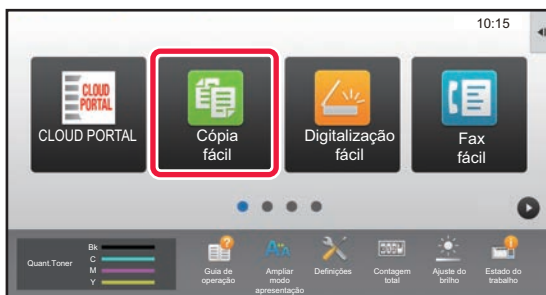 10:15
CLOUD
PORTAL
CLOUD PORTAL
Cópia
fácil
Digitalização
fácil
Fax
fácil
Quant.Toner
Bk
C
M
Y
Guia de
operação
Ampliar
modo
apresentação
Definições
Contagem
total
Ajuste do
brilho
Estado do
trabalho